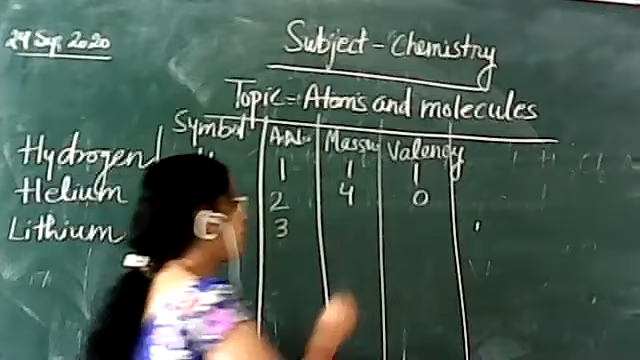 24 Sep 2020
Subject - Chemistry
Topic = Atoms and molecules
Symbol A.No. Mass Valency
Hydrogen 1 1 1
Helium 2 4 0
Lithium 3